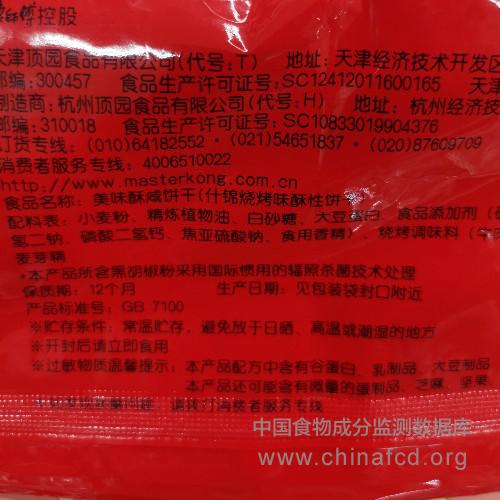 师傅控股
天津顶园食品有限公司(代号:T) 地址:天津经济技术开发区
邮编:300457 食品生产许可证号:SC12412011600165 天津
制造商:杭州顶园食品有限公司(代号:H) 地址:杭州经济技
邮编:310018 食品生产许可证号:SC10833019904376
订货专线:(010)64182552·(021)54651837·(020)87609709
消费者服务专线:4006510022
http://www.masterkong.com.cn
食品名称:美味酥咸饼干(什锦烧烤味酥性饼干
配料表:小麦粉、精炼植物油、白砂糖、大豆蛋白、食品添加剂(碳
氢二钠、磷酸二氢钙、焦亚硫酸钠、食用香精)、烧烤调味料(
麦芽精
*本产品所含黑胡椒粉采用国际惯用的辐照杀菌技术处理
保质期:12个月 生产日期:见包装袋封口附近
产品标准号:GB 7100
※贮存条件:常温贮存,避免放于日晒、高温或潮湿的地方
※开封后请立即食用
※过敏物质温馨提示:本产品配方中含有谷蛋白、乳制品、大豆制品
本产品还可能含有微量的蛋制品、芝麻、坚果
问题,请拨打消费者服务专线
中国食物成分监测数据库
www.chinafcd.org